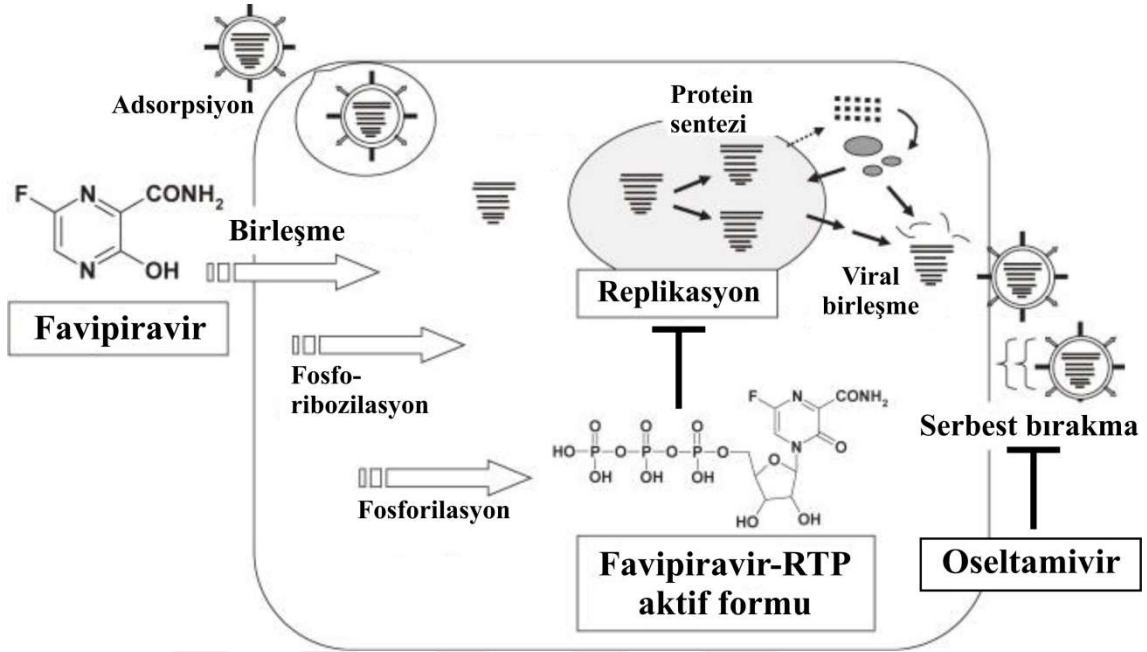 Adsorpsiyon
Protein
sentezi
F
N
CONH₂
N
OH
Birleşme
Favipiravir
Replikasyon
Viral
birleşme
Fosfo-
ribozilasyon
Serbest bırakma
F
N
CONH₂
N
O
O
O
O
HO-P-O-P-O-P-O
OH
OH
OH
O
HO
OH
Fosforilasyon
Favipiravir-RTP
aktif formu
Oseltamivir